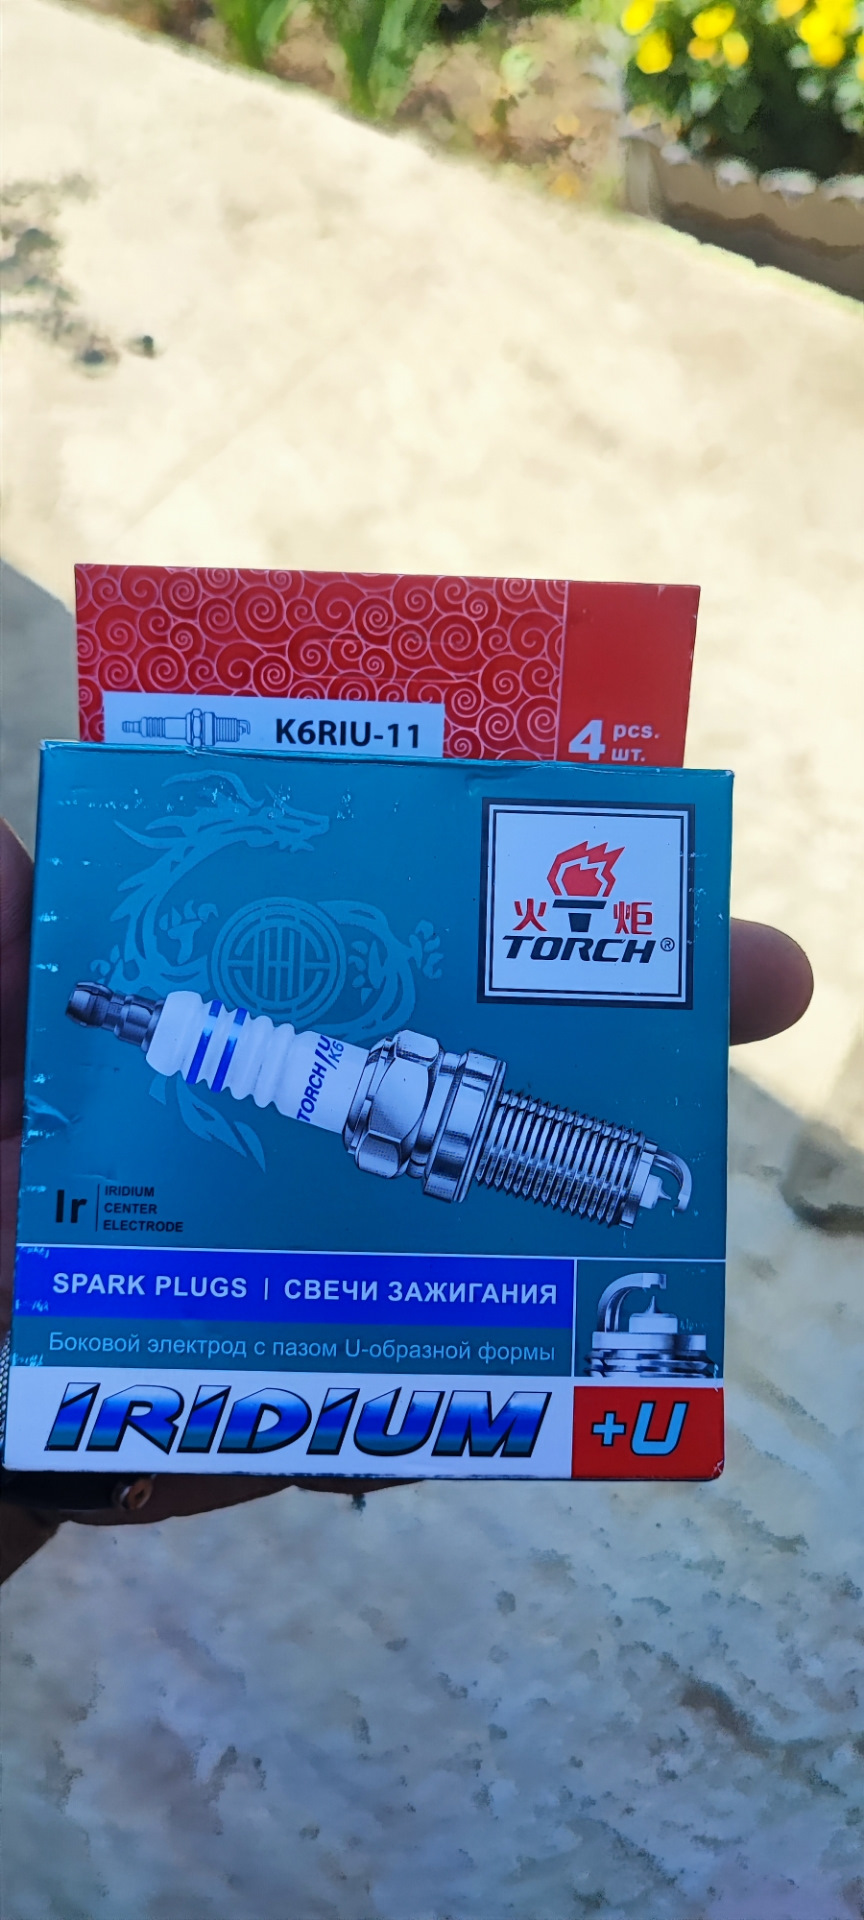 K6RIU-11
4 pcs.
шт.
火 炬
TORCH®
TORCH/U
/K6
Ir IRIDIUM
CENTER
ELECTRODE
SPARK PLUGS | СВЕЧИ ЗАЖИГАНИЯ
Боковой электрод с пазом U-образной формы
IRIDIUM +U